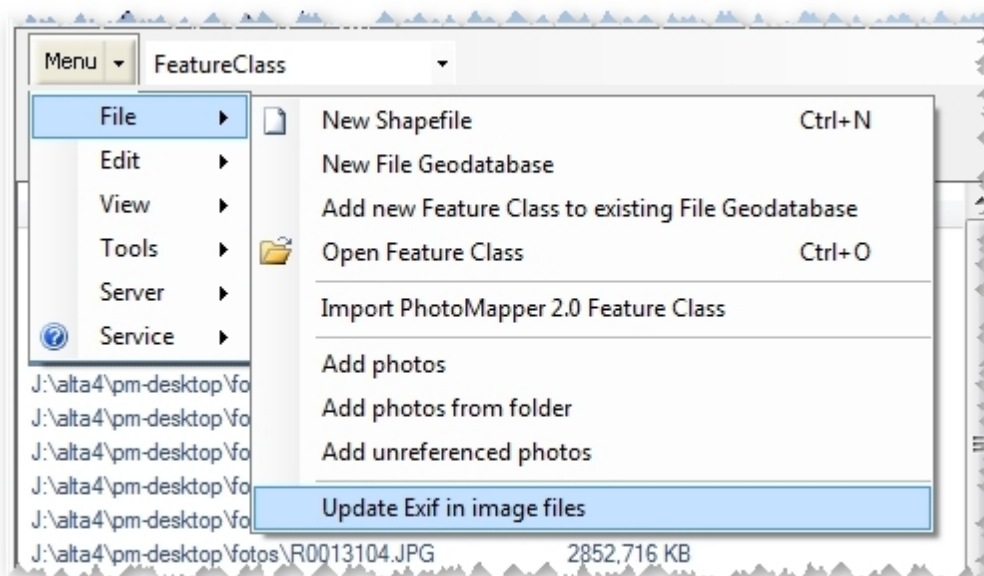 Menu FeatureClass
File
Edit
View
Tools
Server
Service
New Shapefile Ctrl+N
New File Geodatabase
Add new Feature Class to existing File Geodatabase
Open Feature Class Ctrl+O
Import PhotoMapper 2.0 Feature Class
Add photos
Add photos from folder
Add unreferenced photos
Update Exif in image files
J:\alta4\pm-desktop\fo
J:\alta4\pm-desktop\fo
J:\alta4\pm-desktop\fo
J:\alta4\pm-desktop\fo
J:\alta4\pm-desktop\fo
J:\alta4\pm-desktop\fotos\R0013104.JPG 2852,716 KB